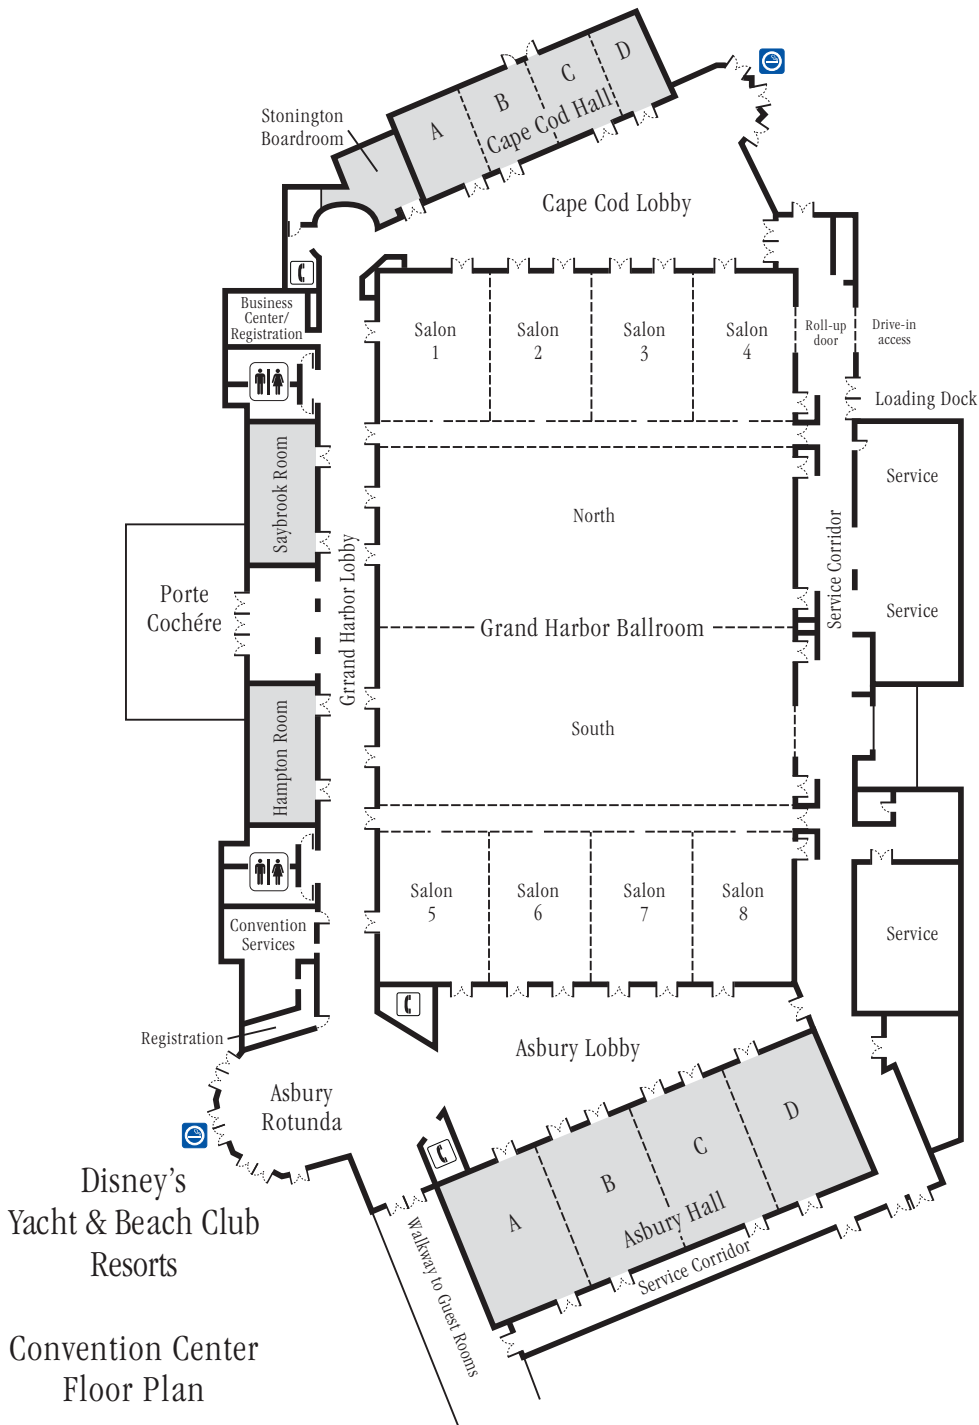 A
B
C
D
Cape Cod Hall
Stonington
Boardroom
Cape Cod Lobby
Business
Center/
Registration
Salon
1
Salon
2
Salon
3
Salon
4
Roll-up
door
Drive-in
access
Loading Dock
Saybrook Room
Service
North
Grrand Harbor Lobby
Service Corridor
Porte
Cochére
Service
Grand Harbor Ballroom
Hampton Room
South
Salon
5
Salon
6
Salon
7
Salon
8
Convention
Services
Service
Registration
Asbury Lobby
Asbury
Rotunda
A
B
C
D
Asbury Hall
Service Corridor
Walkway to Guest Rooms
Disney's
Yacht & Beach Club
Resorts
Convention Center
Floor Plan